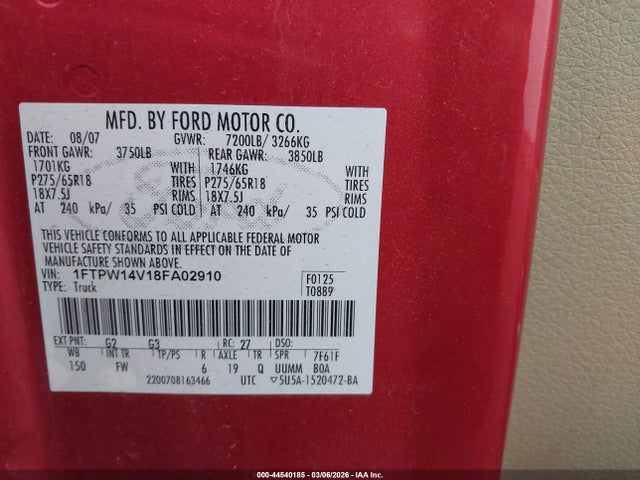 MFD. BY FORD MOTOR CO.
DATE: 08/07 GVWR: 7200LB/ 3266KG
FRONT GAWR: 3750LB REAR GAWR: 3850LB
1701KG WITH 1746KG WITH
P275/65R18 TIRES P275/65R18 TIRES
18X7.5J RIMS 18X7.5J RIMS
AT 240 kPa/ 35 PSI COLD AT 240 kPa/ 35 PSI COLD
THIS VEHICLE CONFORMS TO ALL APPLICABLE FEDERAL MOTOR
VEHICLE SAFETY STANDARDS IN EFFECT ON THE DATE OF
MANUFACTURE SHOWN ABOVE.
VIN: 1FTPW14V18FA02910 F0125
TYPE: Truck T0889
EXT PNT: G2 G3 RC: 27 DSO:
WB INT TR TP/PS R AXLE TR SPR 7F61F
150 FW 6 19 Q UUMM BOA
2200708163466 UTC ▽5U5A-1520472-BA
000-44540185 - 03/06/2026 - IAA Inc.